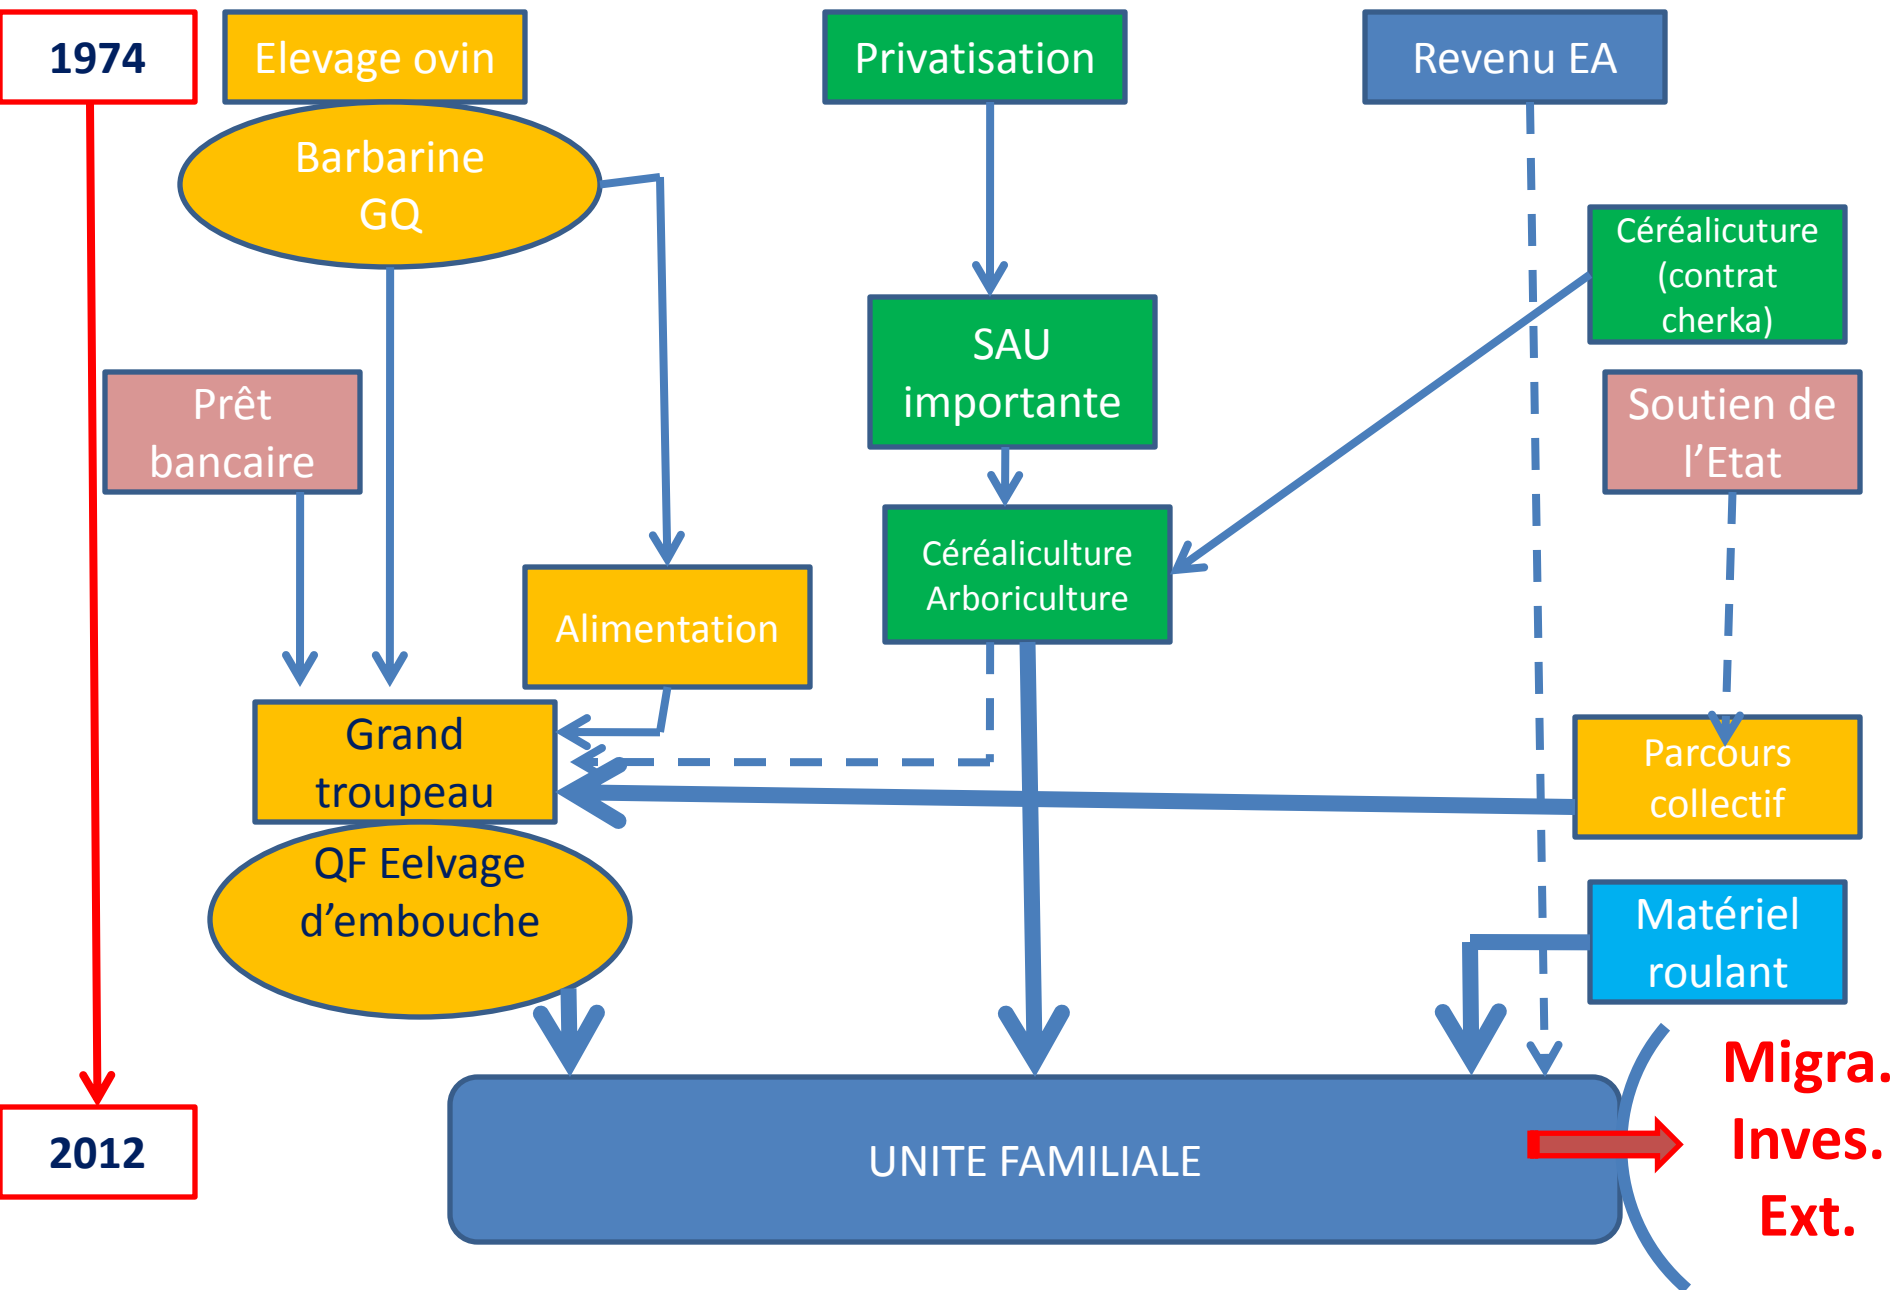 1974
Elevage ovin
Privatisation
Revenu EA
Barbarine
GQ
Céréalicuture
(contrat
cherka)
SAU
importante
Prêt
bancaire
Soutien de
l’Etat
Céréaliculture
Arboriculture
Alimentation
Grand
troupeau
Parcours
collectif
QF Eelvage
d’embouche
Matériel
roulant
2012
UNITE FAMILIALE
Migra.
Inves.
Ext.